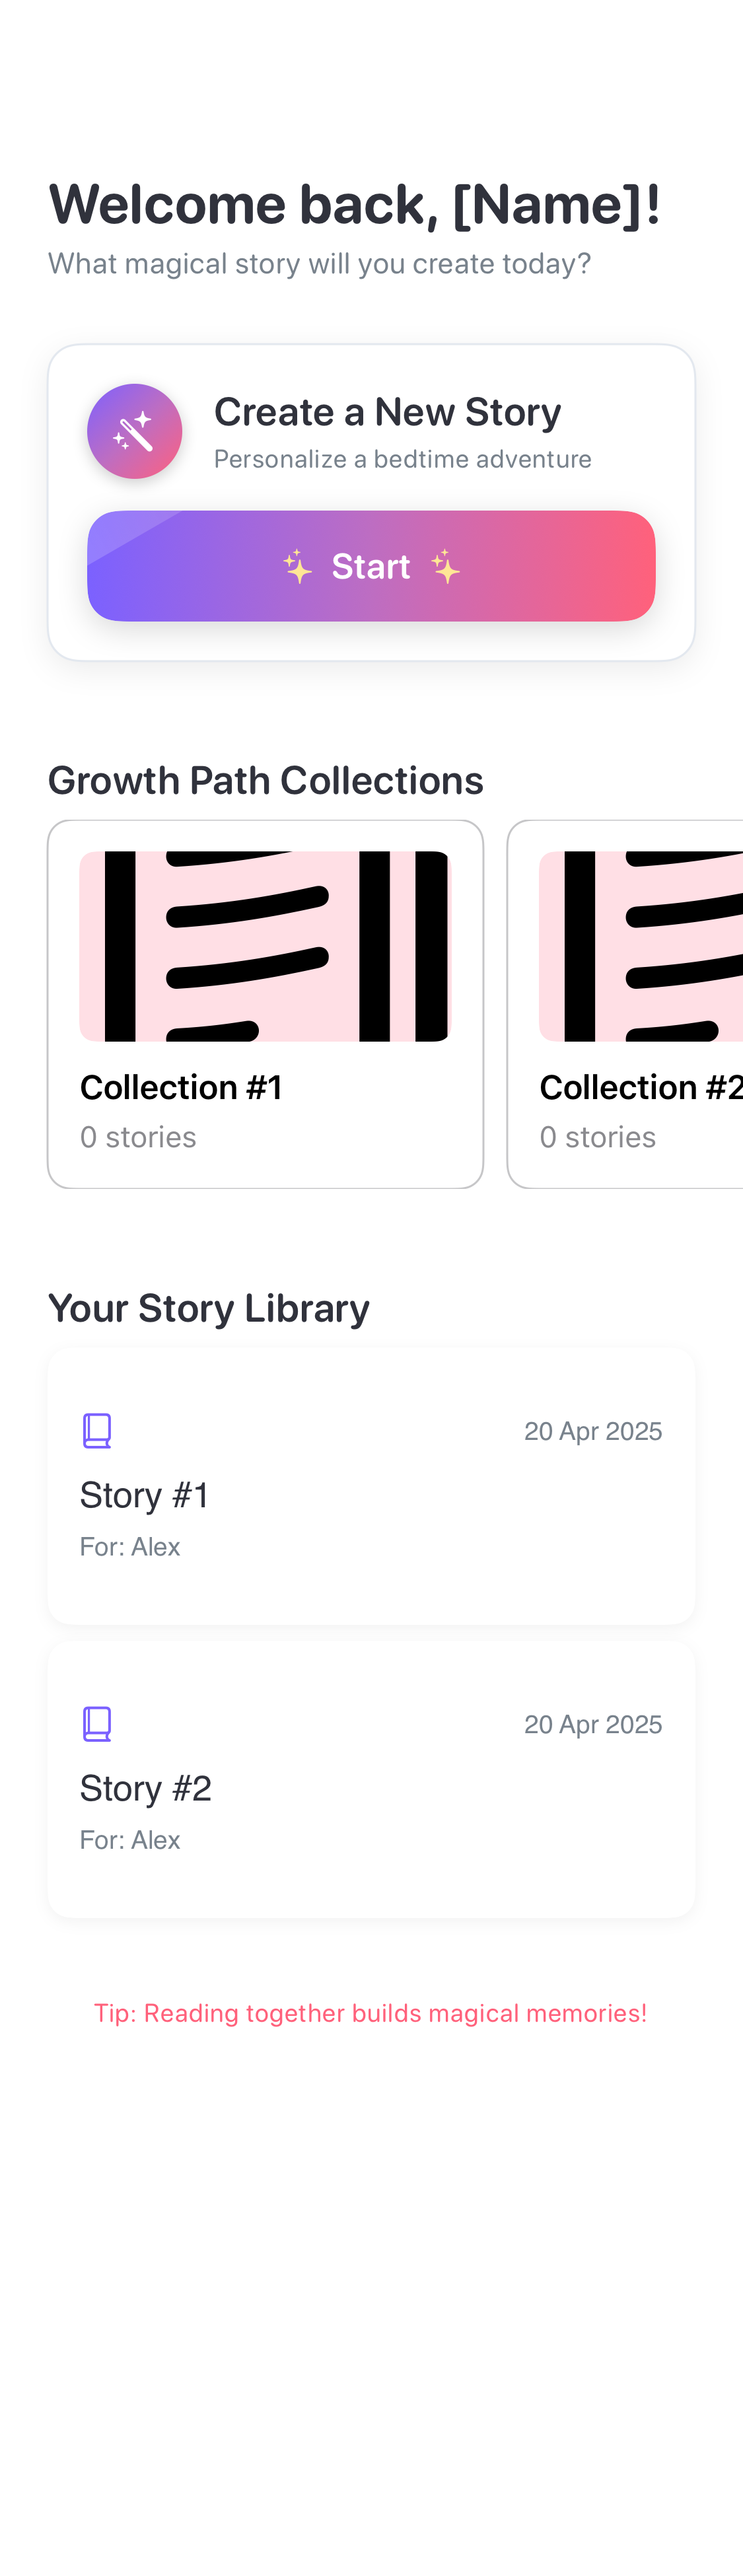 Welcome back, [Name]!
What magical story will you create today?
Create a New Story
Personalize a bedtime adventure
✨ Start ✨
Growth Path Collections
Collection #1
0 stories
Collection #2
0 stories
Your Story Library
20 Apr 2025
Story #1
For: Alex
20 Apr 2025
Story #2
For: Alex
Tip: Reading together builds magical memories!